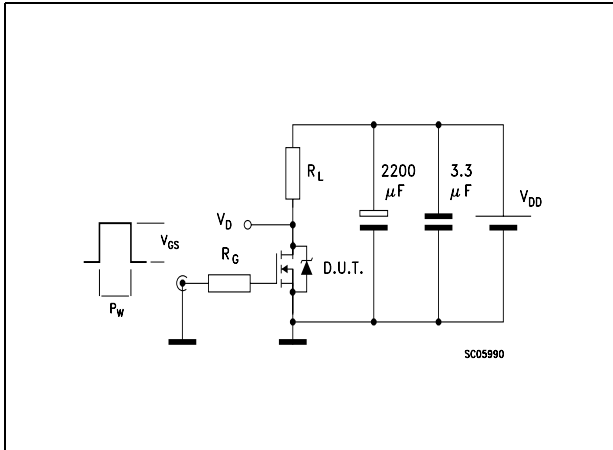 R_L
2200
μF
3.3
μF
V_DD
V_D
V_GS
R_G
D.U.T.
P_W
SC05990